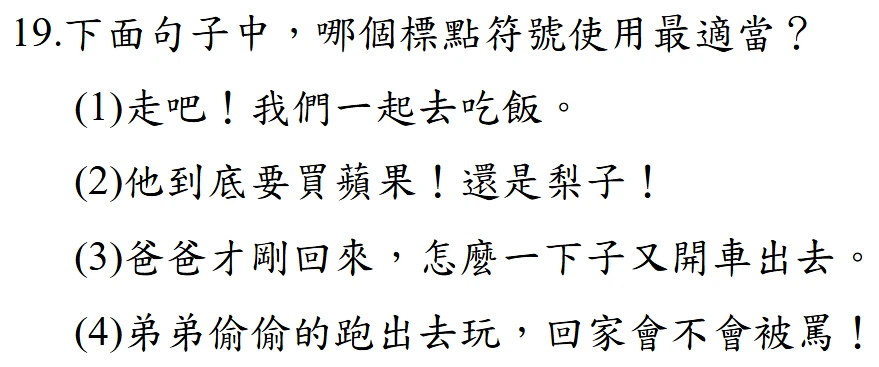 19.下面句子中，哪個標點符號使用最適當？
(1)走吧！我們一起去吃飯。
(2)他到底要買蘋果！還是梨子！
(3)爸爸才剛回來，怎麼一下子又開車出去。
(4)弟弟偷偷的跑出去玩，回家會不會被罵！